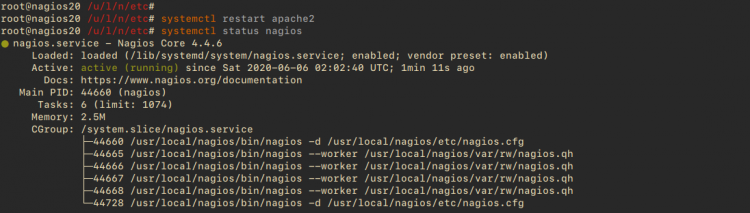 root@nagios20 /u/l/n/etc#
root@nagios20 /u/l/n/etc# systemctl restart apache2
root@nagios20 /u/l/n/etc# systemctl status nagios
● nagios.service - Nagios Core 4.4.6
Loaded: loaded (/lib/systemd/system/nagios.service; enabled; vendor preset: enabled)
Active: active (running) since Sat 2020-06-06 02:02:40 UTC; 1min 11s ago
Docs: https://www.nagios.org/documentation
Main PID: 44660 (nagios)
Tasks: 6 (limit: 1074)
Memory: 2.5M
CGroup: /system.slice/nagios.service
├─44660 /usr/local/nagios/bin/nagios -d /usr/local/nagios/etc/nagios.cfg
├─44665 /usr/local/nagios/bin/nagios --worker /usr/local/nagios/var/rw/nagios.qh
├─44666 /usr/local/nagios/bin/nagios --worker /usr/local/nagios/var/rw/nagios.qh
├─44667 /usr/local/nagios/bin/nagios --worker /usr/local/nagios/var/rw/nagios.qh
├─44668 /usr/local/nagios/bin/nagios --worker /usr/local/nagios/var/rw/nagios.qh
└─44728 /usr/local/nagios/bin/nagios -d /usr/local/nagios/etc/nagios.cfg